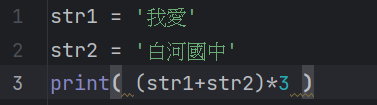 1 str1 = '我愛'
2 str2 = '白河國中'
3 print( (str1+str2)*3 )